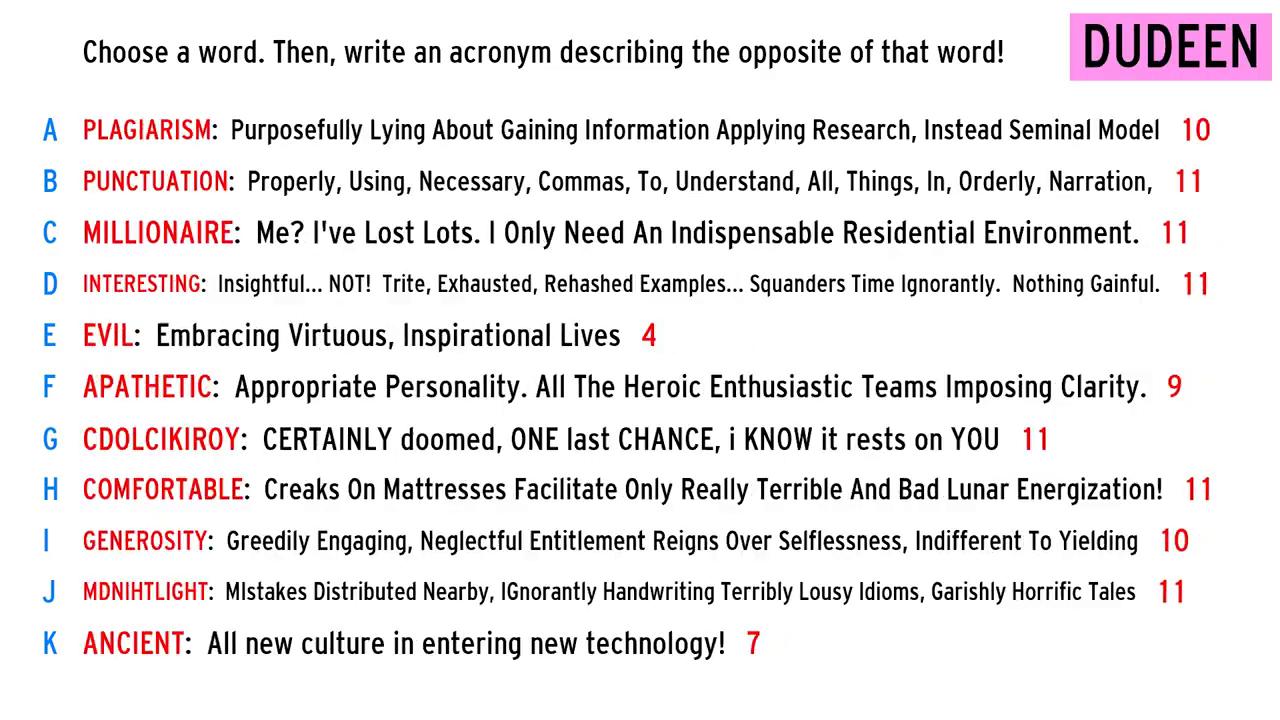 Choose a word. Then, write an acronym describing the opposite of that word!
DUDEEN
A PLAGIARISM: Purposefully Lying About Gaining Information Applying Research, Instead Seminal Model 10
B PUNCTUATION: Properly, Using, Necessary, Commas, To, Understand, All, Things, In, Orderly, Narration, 11
C MILLIONAIRE: Me? I've Lost Lots. I Only Need An Indispensable Residential Environment. 11
D INTERESTING: Insightful... NOT! Trite, Exhausted, Rehashed Examples... Squanders Time Ignorantly. Nothing Gainful. 11
E EVIL: Embracing Virtuous, Inspirational Lives 4
F APATHETIC: Appropriate Personality. All The Heroic Enthusiastic Teams Imposing Clarity. 9
G CDOLCIKIROY: CERTAINLY doomed, ONE last CHANCE, i KNOW it rests on YOU 11
H COMFORTABLE: Creaks On Mattresses Facilitate Only Really Terrible And Bad Lunar Energization! 11
I GENEROSITY: Greedily Engaging, Neglectful Entitlement Reigns Over Selflessness, Indifferent To Yielding 10
J MDNIHTLIGHT: MIstakes Distributed Nearby, IGnorantly Handwriting Terribly Lousy Idioms, Garishly Horrific Tales 11
K ANCIENT: All new culture in entering new technology! 7